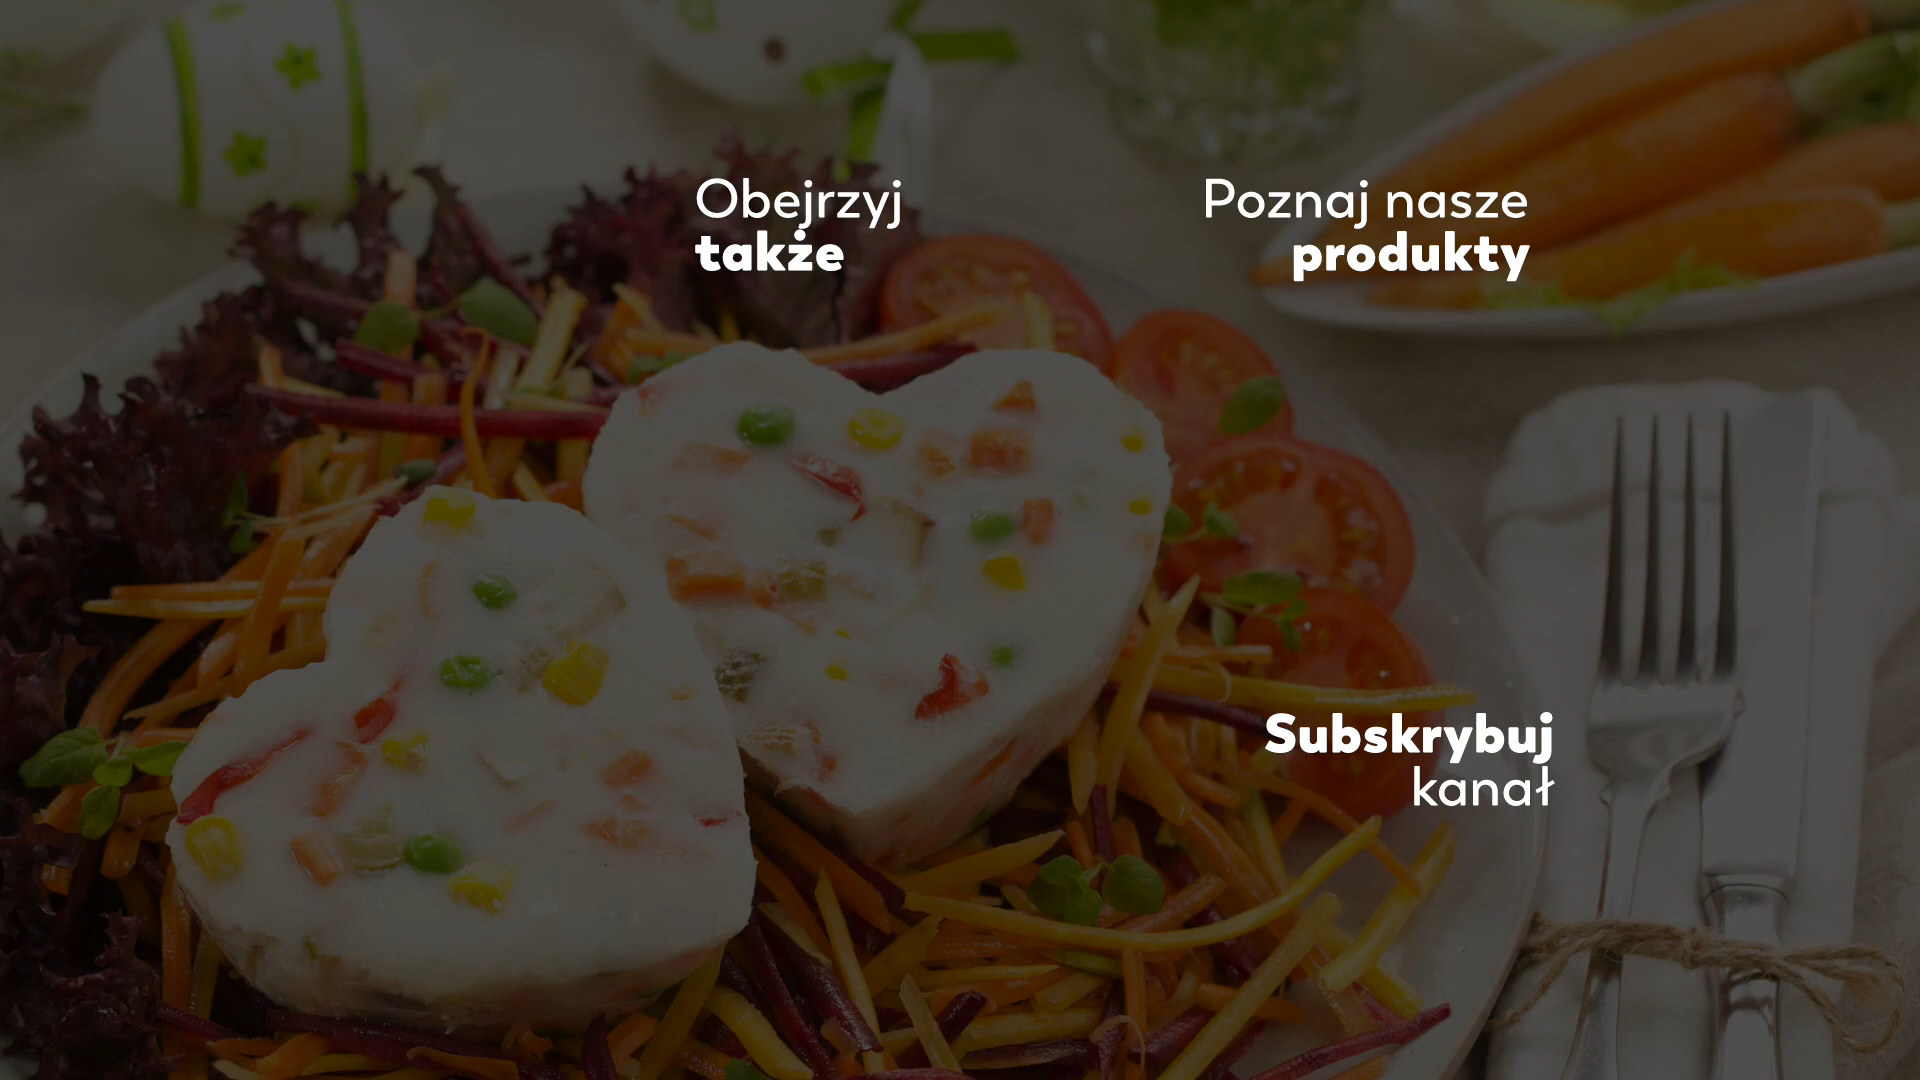 Obejrzyj
także
Poznaj nasze
produkty
Subskrybuj
kanał